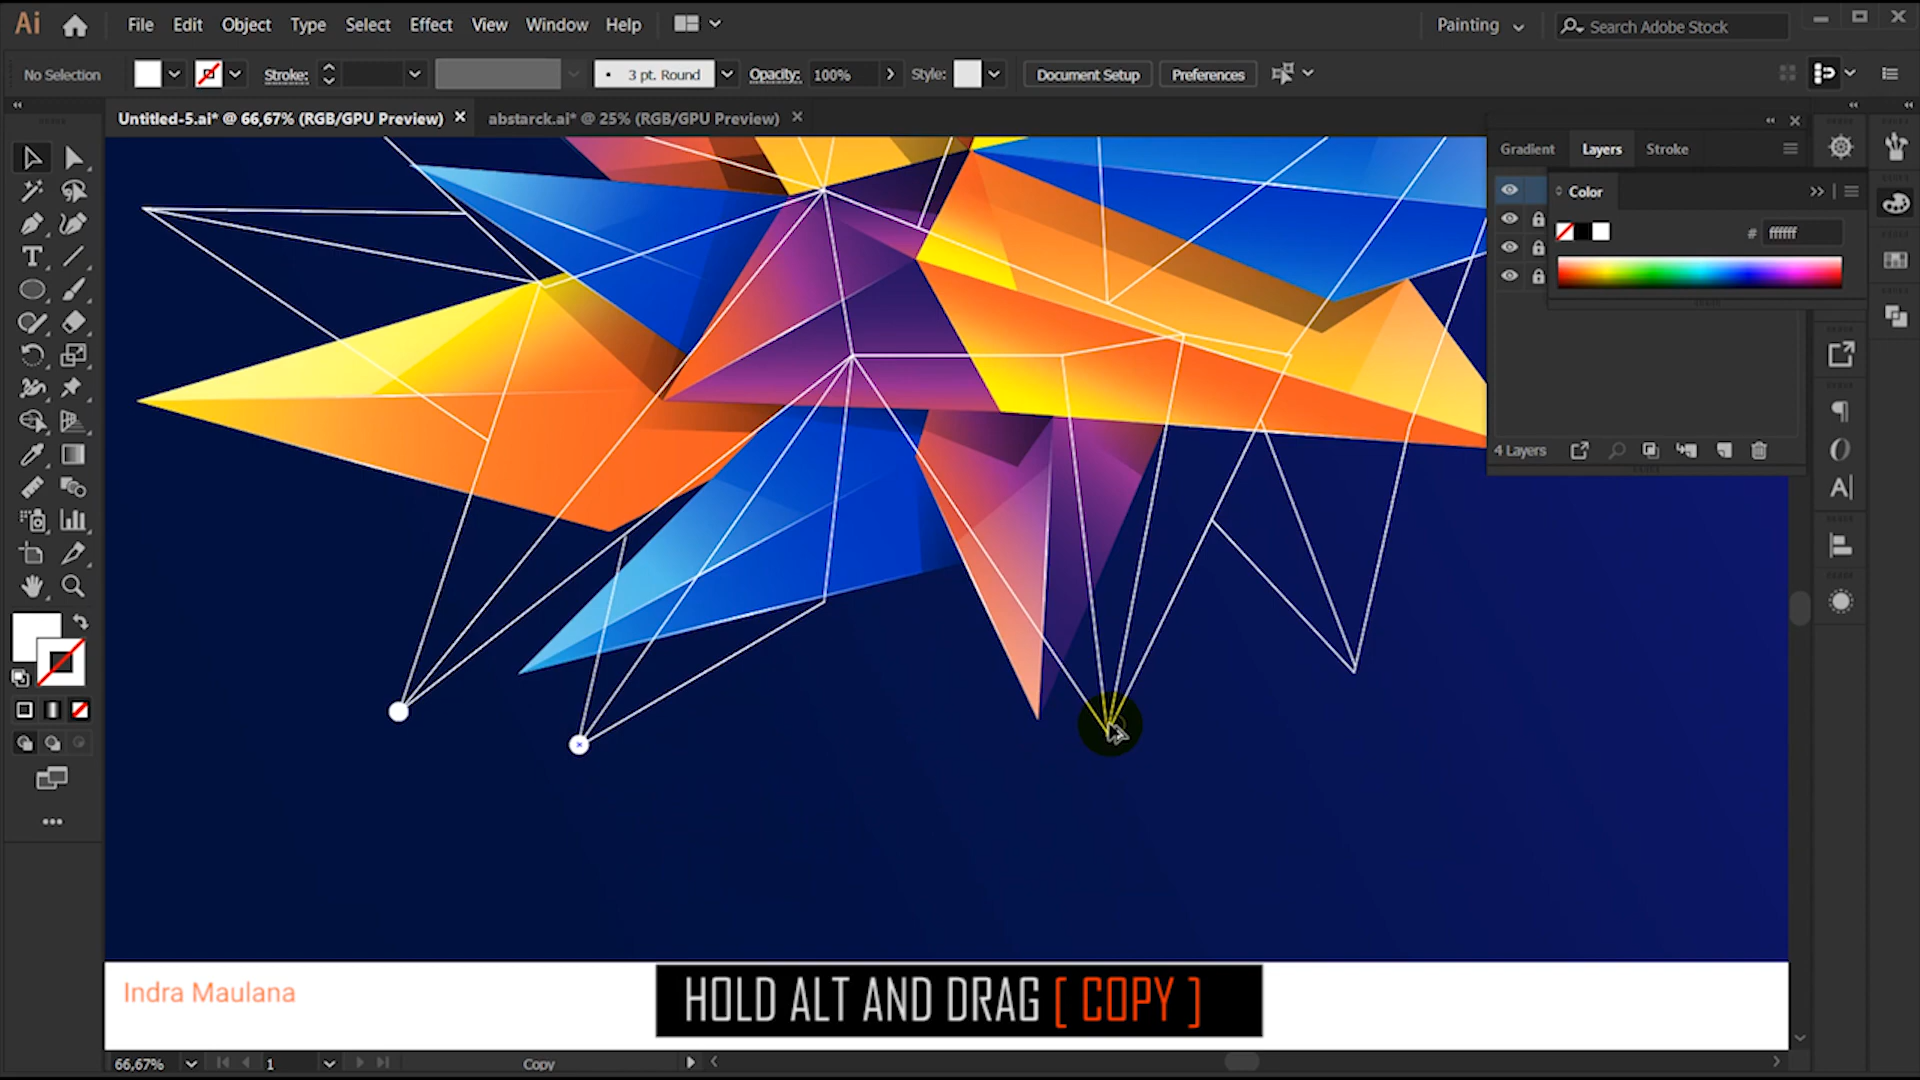 Ai File Edit Object Type Select Effect View Window Help Painting Search Adobe Stock
No Selection Stroke: 3 pt. Round Opacity: 100% Style: Document Setup Preferences
Untitled-5.ai* @ 66,67% (RGB/GPU Preview) × abstarck.ai* @ 25% (RGB/GPU Preview) ×
Gradient Layers Stroke
Color
# ffffff
4 Layers
Indra Maulana
HOLD ALT AND DRAG [ COPY ]
66,67% 1 Copy